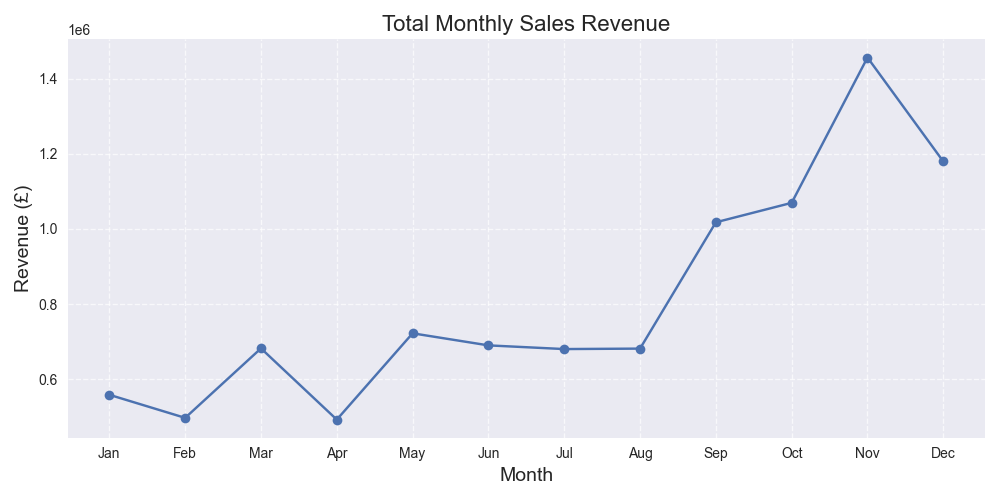 Total Monthly Sales Revenue
1e6
1.4
1.2
1.0
0.8
0.6
Revenue (£)
Jan Feb Mar Apr May Jun Jul Aug Sep Oct Nov Dec
Month